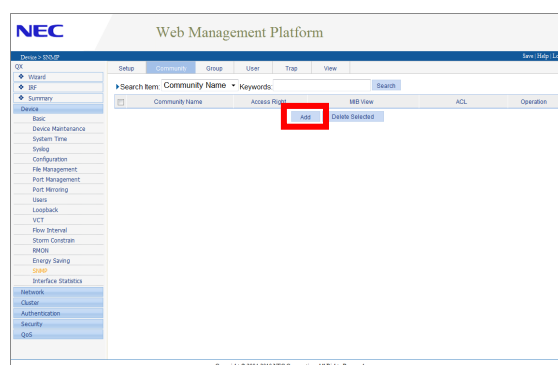 NEC
Web Management Platform
Device > SNMP
Save | Help |
QX
Wizard
IRF
Summary
Device
Basic
Device Maintenance
System Time
Syslog
Configuration
File Management
Port Management
Port Mirroring
Users
Loopback
VCT
Flow Interval
Storm Constrain
RMON
Energy Saving
SNMP
Interface Statistics
Network
Cluster
Authentication
Security
QoS
Setup Community Group User Trap View
Search Item: Community Name Keywords: Search
Community Name Access Right MIB View ACL Operation
Add Delete Selected